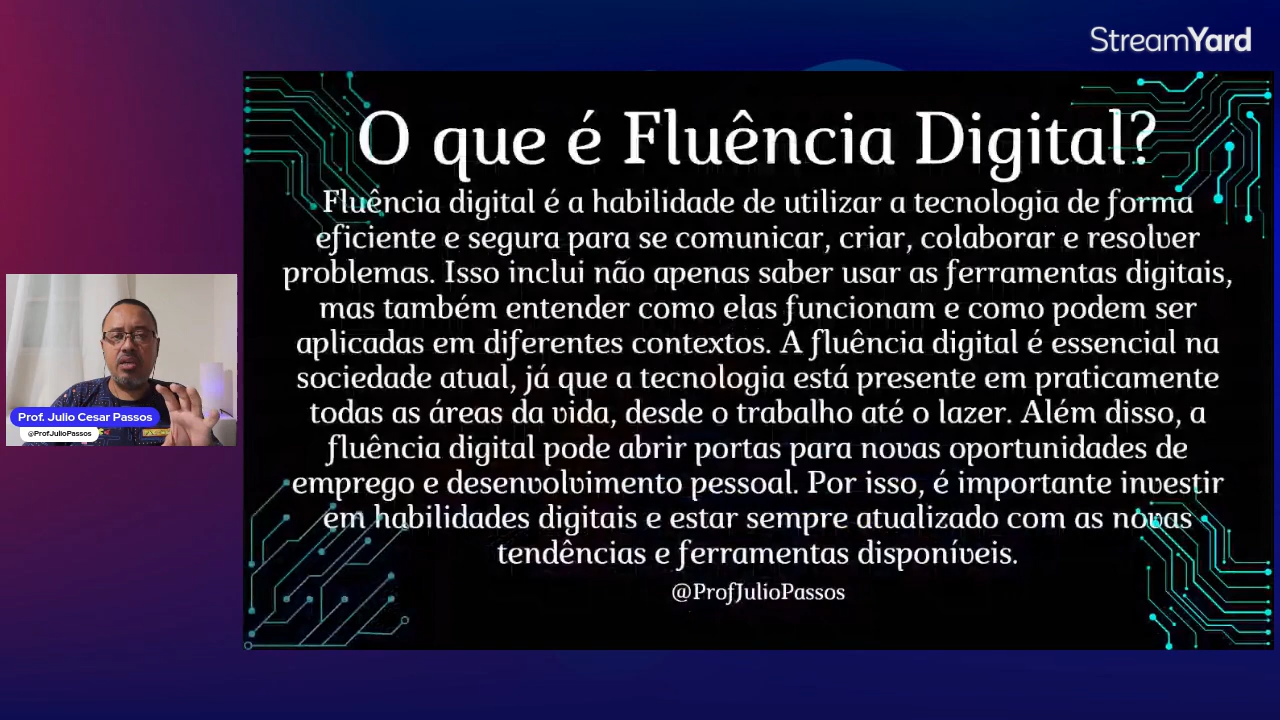 StreamYard
O que é Fluência Digital?
Fluência digital é a habilidade de utilizar a tecnologia de forma
eficiente e segura para se comunicar, criar, colaborar e resolver
problemas. Isso inclui não apenas saber usar as ferramentas digitais,
mas também entender como elas funcionam e como podem ser
aplicadas em diferentes contextos. A fluência digital é essencial na
sociedade atual, já que a tecnologia está presente em praticamente
todas as áreas da vida, desde o trabalho até o lazer. Além disso, a
fluência digital pode abrir portas para novas oportunidades de
emprego e desenvolvimento pessoal. Por isso, é importante investir
em habilidades digitais e estar sempre atualizado com as novas
tendências e ferramentas disponíveis.
@ProfJulioPassos
Prof. Julio Cesar Passos
@ProfJulioPassos